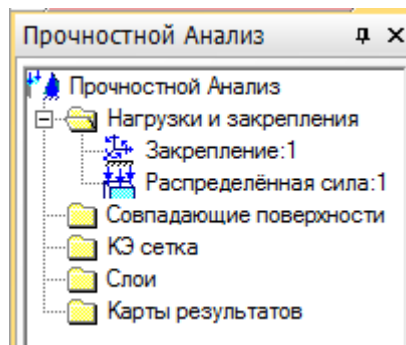 Прочностной Анализ
Прочностной Анализ
Нагрузки и закрепления
Закрепление:1
Распределённая сила:1
Совпадающие поверхности
КЭ сетка
Слои
Карты результатов